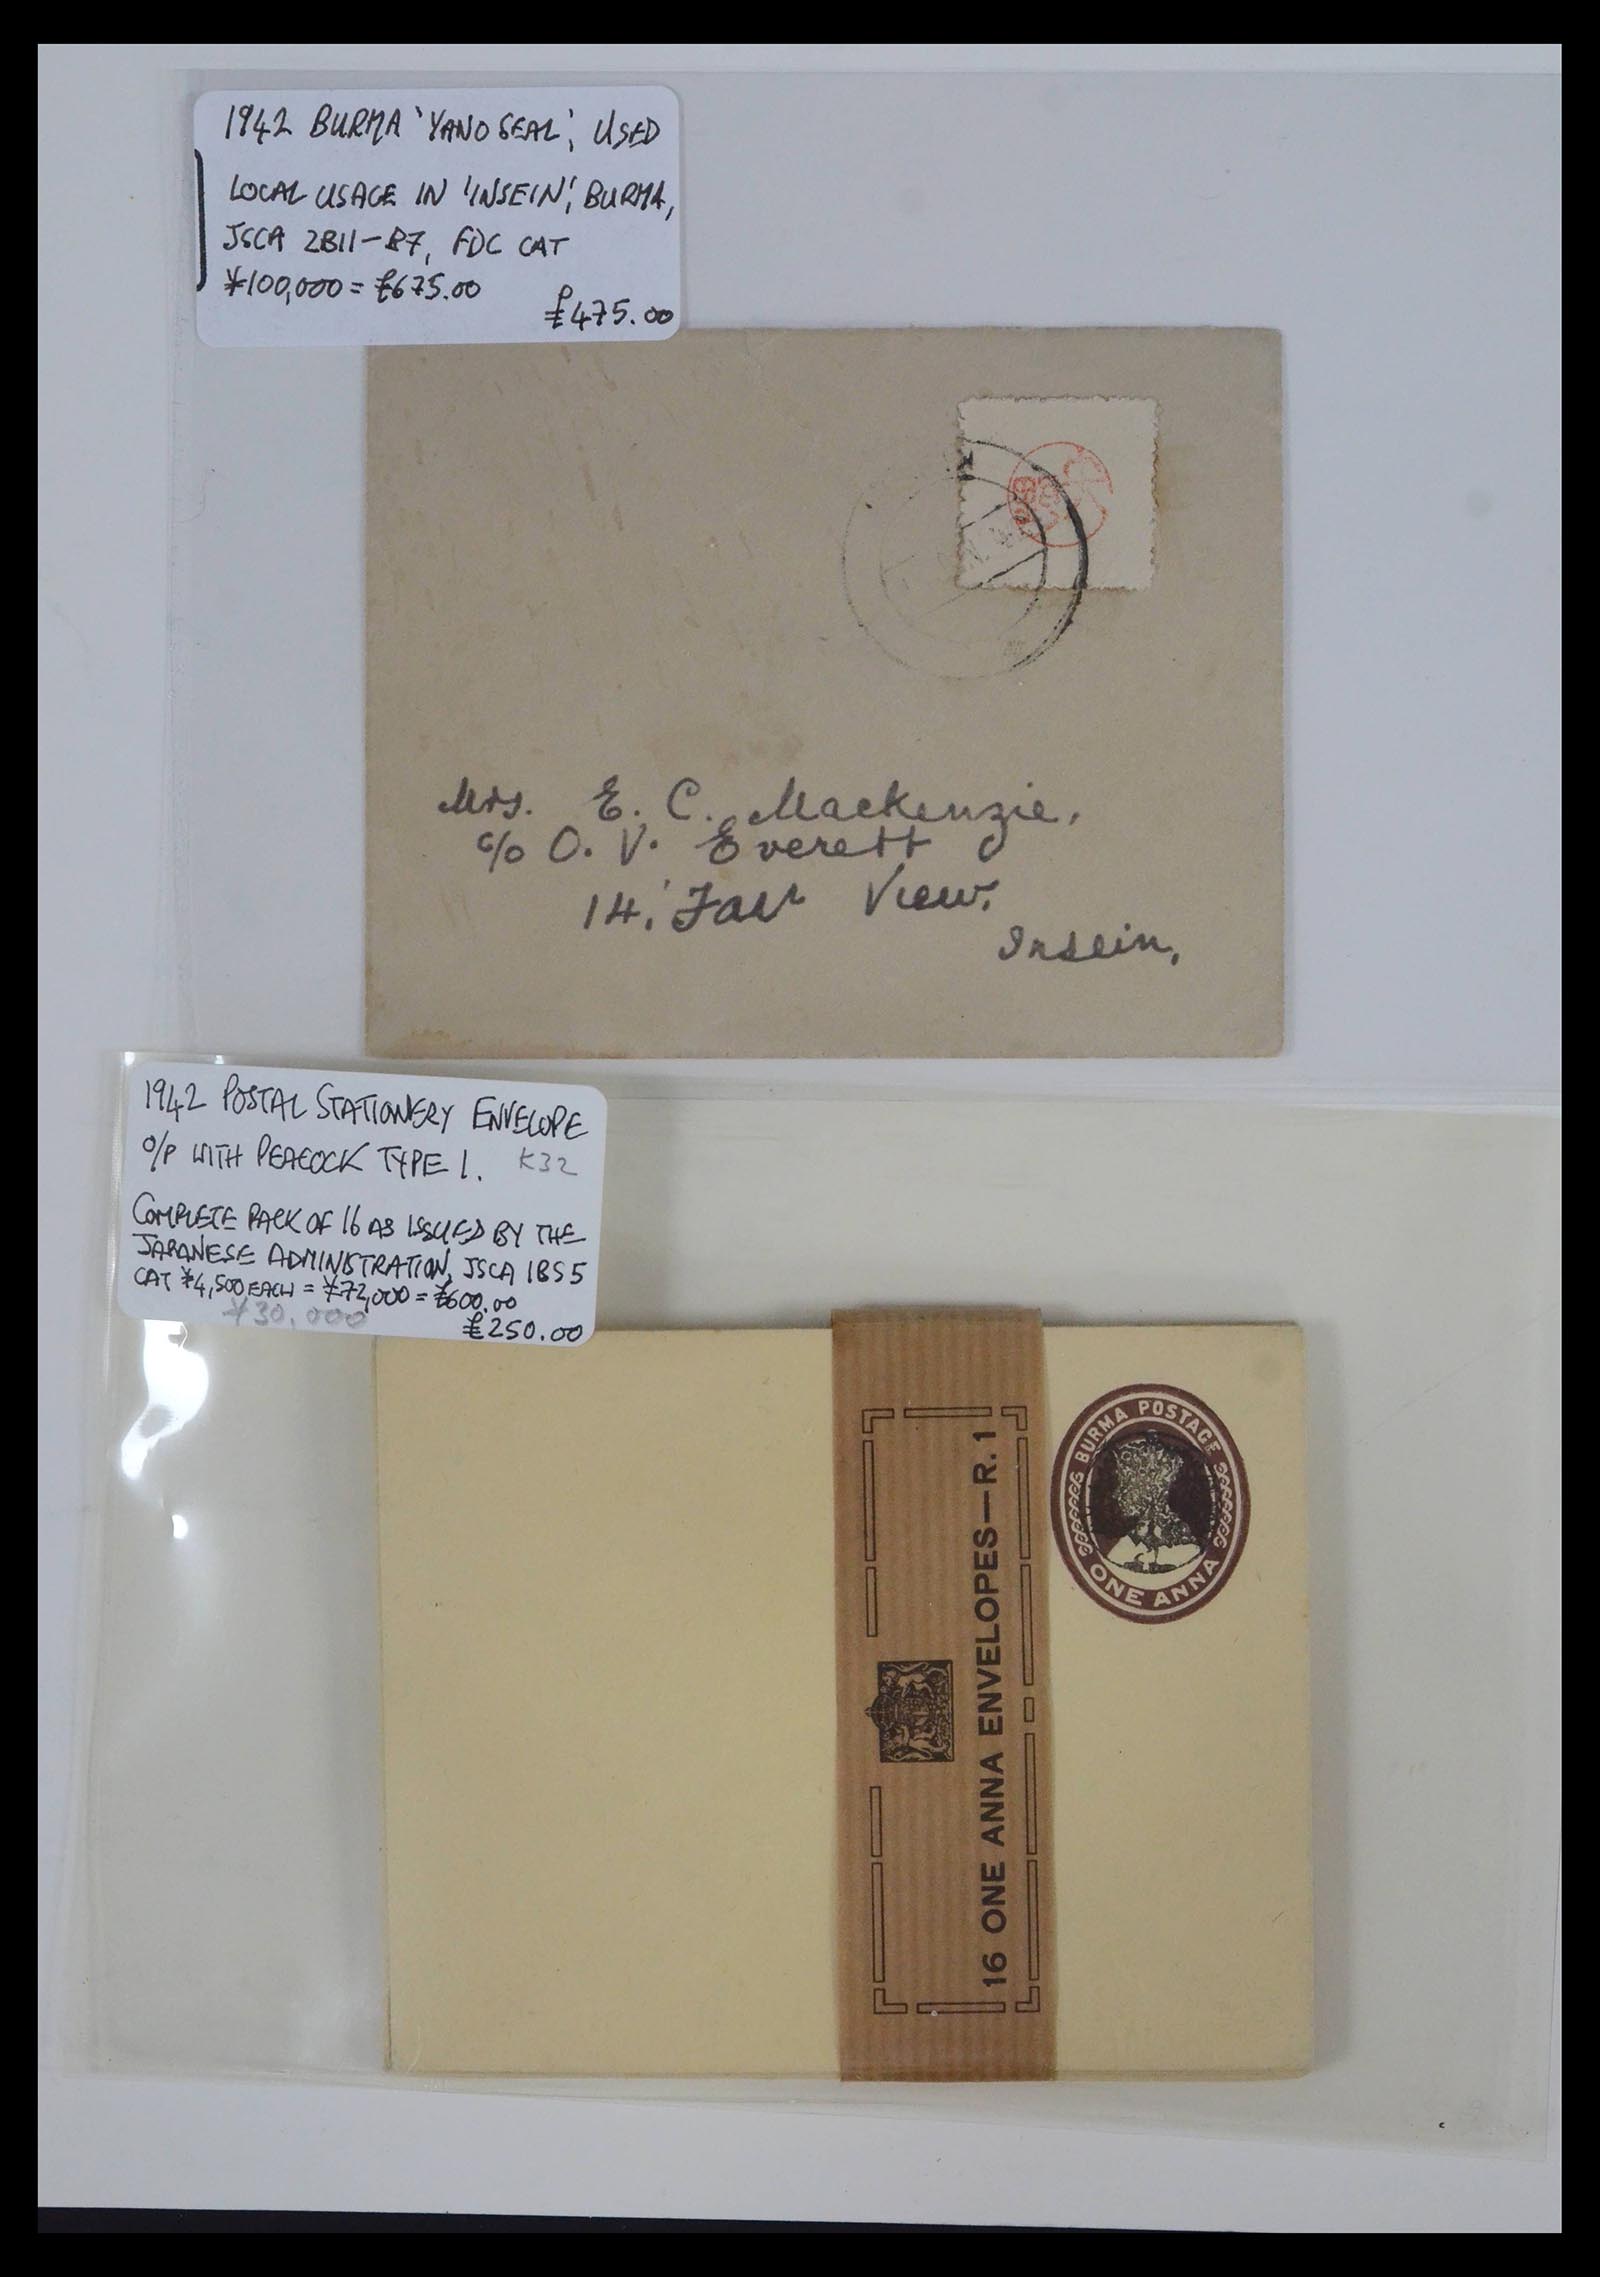 1942 BURMA 'YANO SEAL', USED
LOCAL USAGE IN 'INSEIN', BURMA,
JSCA 2B11-B7, FDC CAT
¥100,000 = £675.00
£475.00
Mrs. E. C. Mackenzie,
c/o O. V. Everett
14, Fair View,
Insein,
1942 POSTAL STATIONERY ENVELOPE
O/P WITH PEACOCK TYPE 1. K32
COMPLETE PACK OF 16 AS ISSUED BY THE
JAPANESE ADMINISTRATION, JSCA 1BS5
CAT ¥4,500 EACH = ¥72,000 = £600.00
¥30,000
£250.00
16 ONE ANNA ENVELOPES—R. 1
BURMA POSTAGE
ONE ANNA